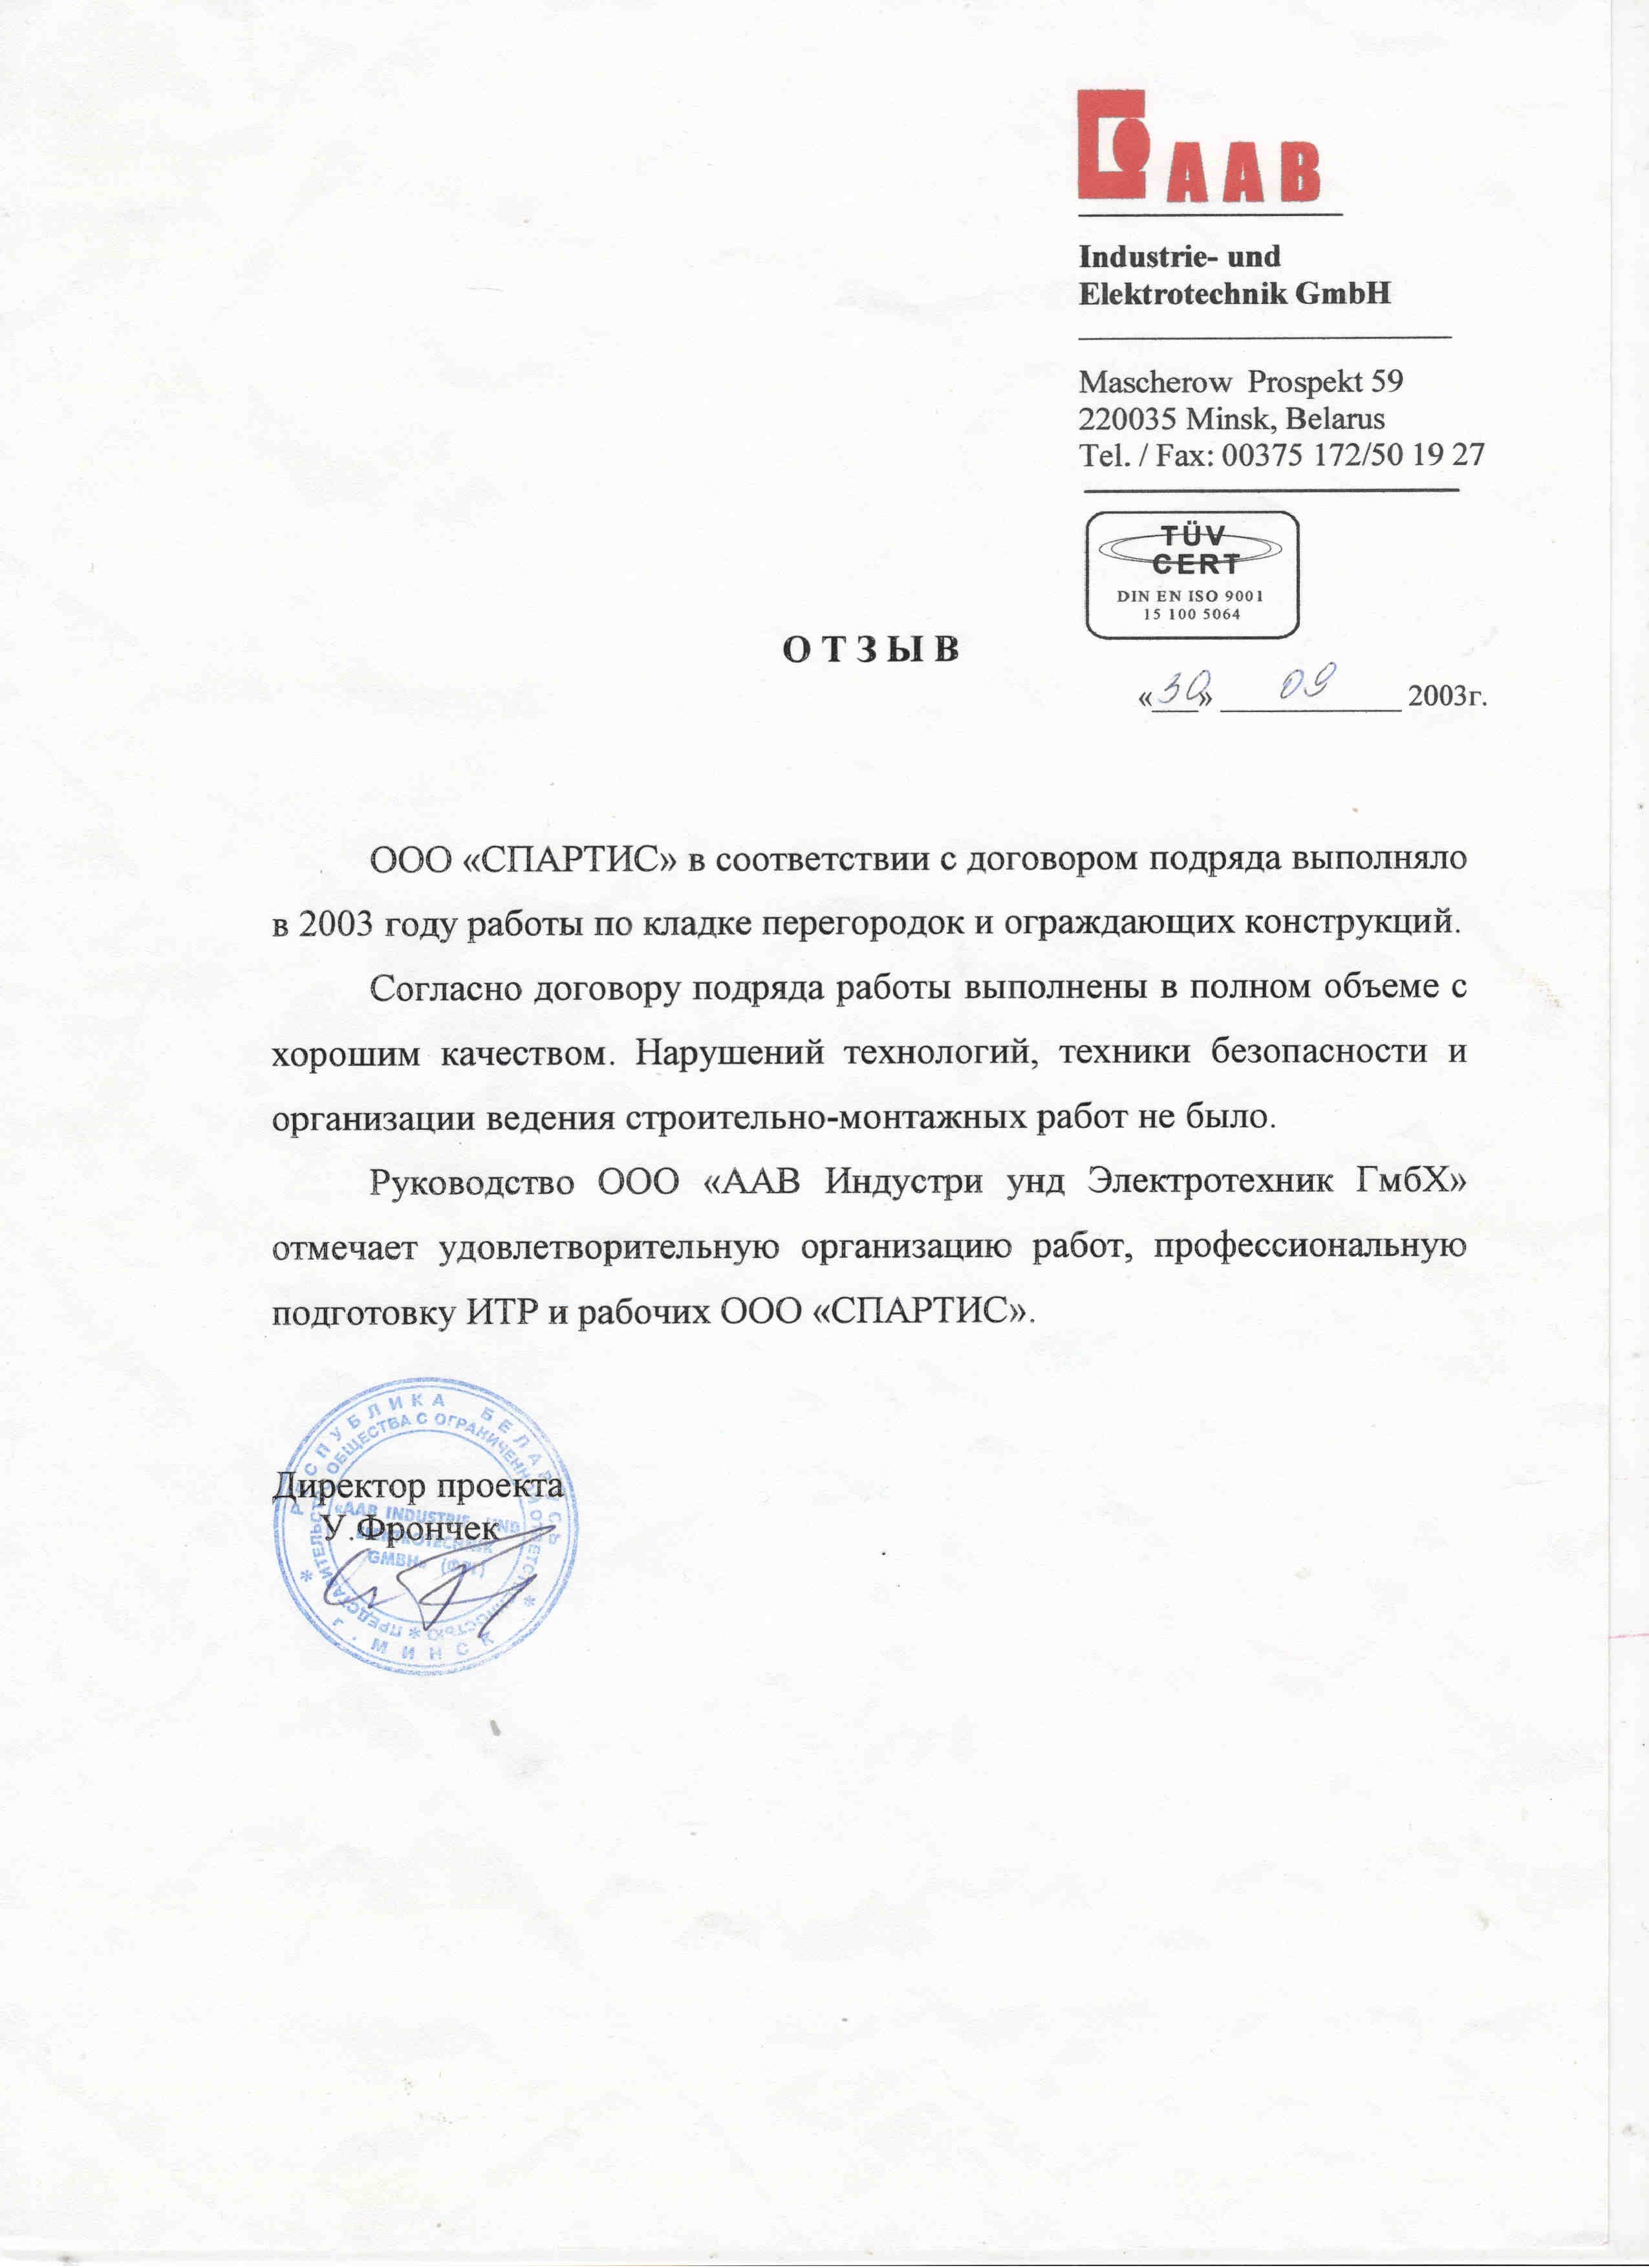 AAB
Industrie- und
Elektrotechnik GmbH
Mascherow Prospekt 59
220035 Minsk, Belarus
Tel. / Fax: 00375 172/50 19 27
TÜV
CERT
DIN EN ISO 9001
15 100 5064
ОТЗЫВ
«30» 09 2003г.
ООО «СПАРТИС» в соответствии с договором подряда выполняло
в 2003 году работы по кладке перегородок и ограждающих конструкций.
Согласно договору подряда работы выполнены в полном объеме с
хорошим качеством. Нарушений технологий, техники безопасности и
организации ведения строительно-монтажных работ не было.
Руководство ООО «ААВ Индустри унд Электротехник ГмбХ»
отмечает удовлетворительную организацию работ, профессиональную
подготовку ИТР и рабочих ООО «СПАРТИС».
Директор проекта
У.Фрончек
РЕСПУБЛИКА БЕЛАРУСЬ
* г. МИНСК *
ПРЕДСТАВИТЕЛЬСТВО ОБЩЕСТВА С ОГРАНИЧЕННОЙ ОТВЕТСТВЕННОСТЬЮ *
«AAB INDUSTRIE UND
ELEKTROTECHNIK
GMBH» (ФРГ)